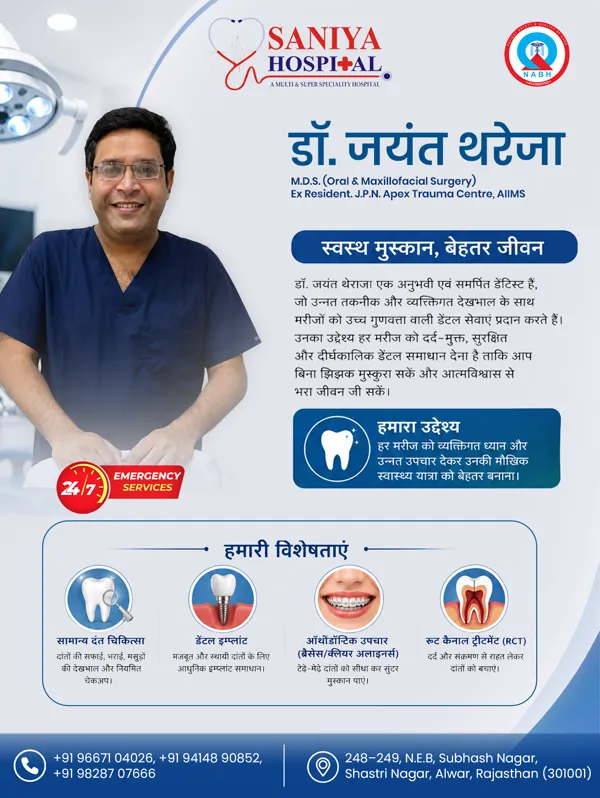 SANIYA
HOSPITAL
A MULTI & SUPER SPECIALITY HOSPITAL
NABH
डॉ. जयंत थरेजा
M.D.S. (Oral & Maxillofacial Surgery)
Ex Resident. J.P.N. Apex Trauma Centre, AIIMS
स्वस्थ मुस्कान, बेहतर जीवन
डॉ. जयंत थेराजा एक अनुभवी एवं समर्पित डेंटिस्ट हैं,
जो उन्नत तकनीक और व्यक्तिगत देखभाल के साथ
मरीजों को उच्च गुणवत्ता वाली डेंटल सेवाएं प्रदान करते हैं।
उनका उद्देश्य हर मरीज को दर्द-मुक्त, सुरक्षित
और दीर्घकालिक डेंटल समाधान देना है ताकि आप
बिना झिझक मुस्कुरा सकें और आत्मविश्वास से
भरा जीवन जी सकें।
हमारा उद्देश्य
हर मरीज को व्यक्तिगत ध्यान और
उन्नत उपचार देकर उनकी मौखिक
स्वास्थ्य यात्रा को बेहतर बनाना।
24/7
EMERGENCY
SERVICES
हमारी विशेषताएं
सामान्य दंत चिकित्सा
दांतों की सफाई, भराई, मसूड़ों
की देखभाल और नियमित
चेकअप।
डेंटल इम्प्लांट
मजबूत और स्थायी दांतों के लिए
आधुनिक इम्प्लांट समाधान।
ऑर्थोडॉन्टिक उपचार
(ब्रैसेस/क्लियर अलाइनर्स)
टेढ़े-मेढ़े दांतों को सीधा कर सुंदर
मुस्कान पाएं।
रूट कैनाल ट्रीटमेंट (RCT)
दर्द और संक्रमण से राहत लेकर
दांतों को बचाएं।
+91 96671 04026, +91 94148 90852,
+91 98287 07666
248-249, N.E.B, Subhash Nagar,
Shastri Nagar, Alwar, Rajasthan (301001)